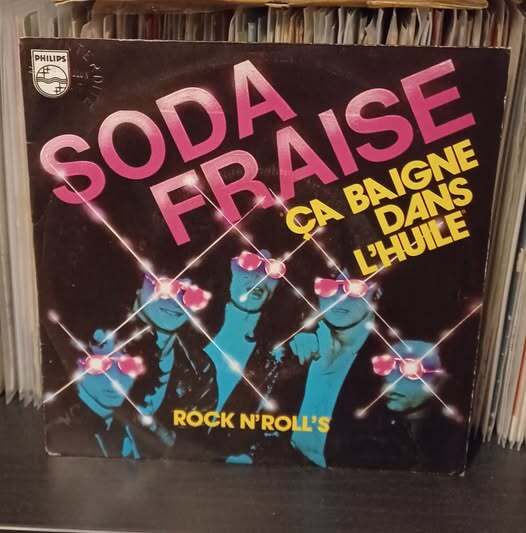 PHILIPS
SODA
FRAISE
ÇA BAIGNE
DANS
L'HUILE
ROCK N'ROLL'S